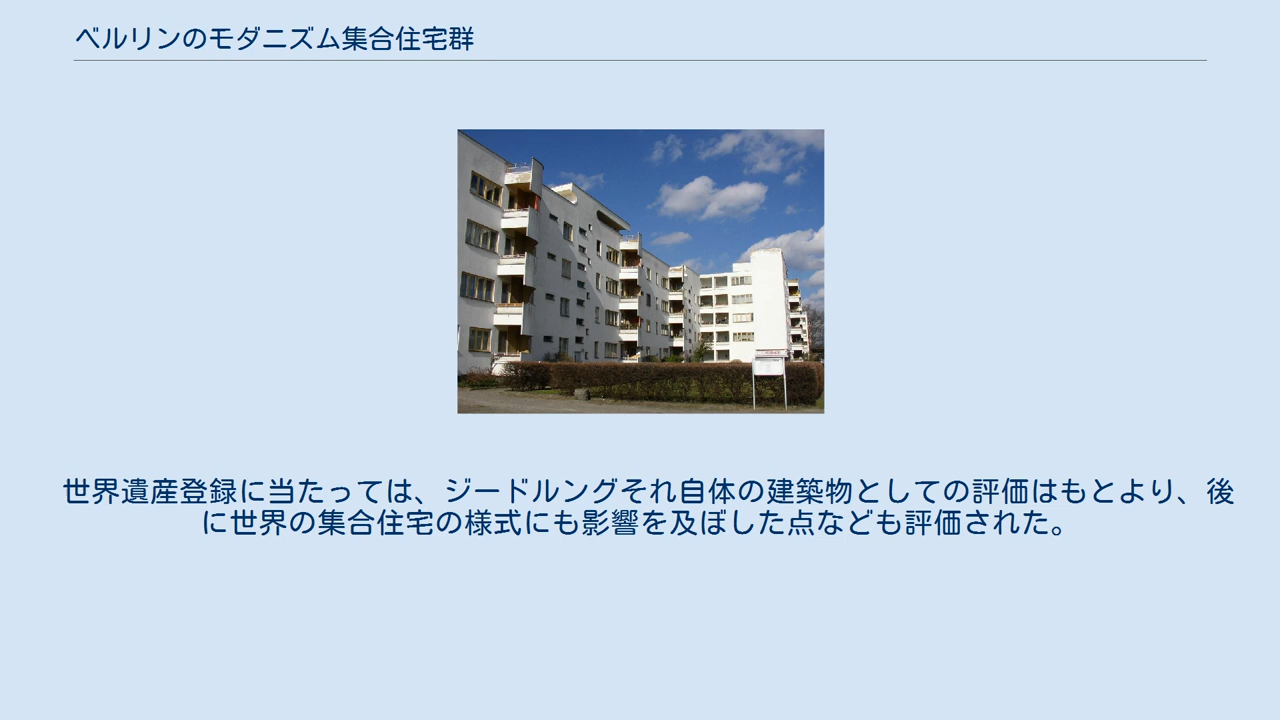 ベルリンのモダニズム集合住宅群
世界遺産登録に当たっては、ジードルングそれ自体の建築物としての評価はもとより、後
に世界の集合住宅の様式にも影響を及ぼした点なども評価された。